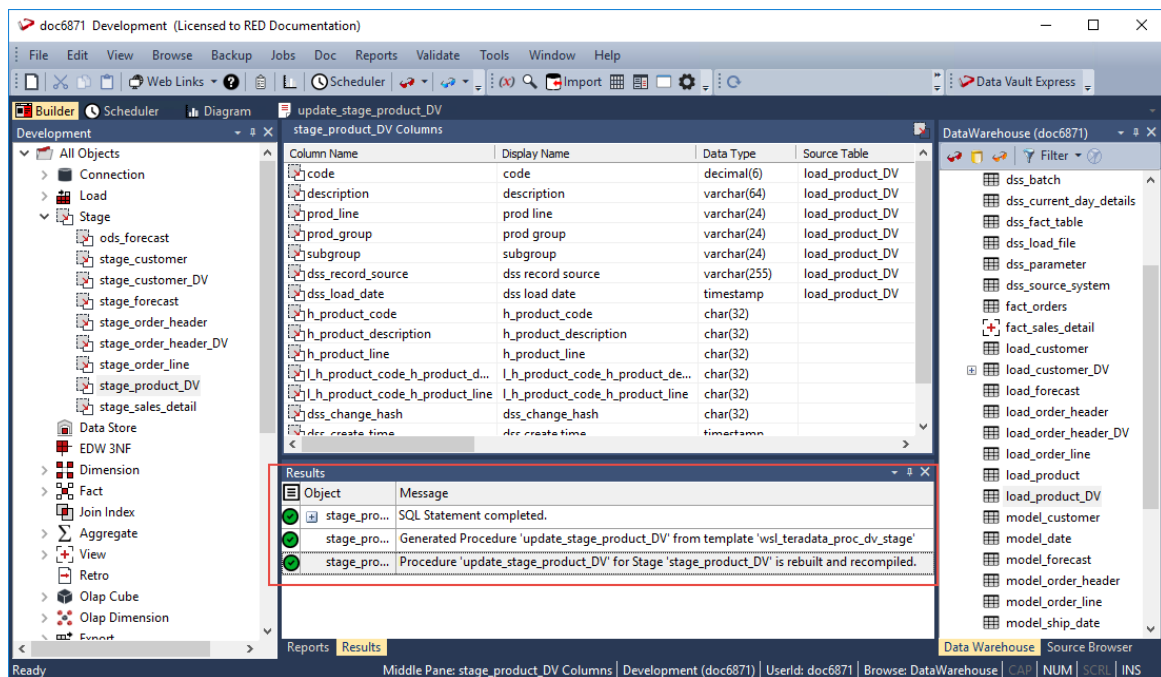 doc6871 Development (Licensed to RED Documentation)
File Edit View Browse Backup Jobs Doc Reports Validate Tools Window Help
Web Links Scheduler (x) Import Data Vault Express
Builder Scheduler Diagram update_stage_product_DV
Development
All Objects
Connection
Load
Stage
ods_forecast
stage_customer
stage_customer_DV
stage_forecast
stage_order_header
stage_order_header_DV
stage_order_line
stage_product_DV
stage_sales_detail
Data Store
EDW 3NF
Dimension
Fact
Join Index
Aggregate
View
Retro
Olap Cube
Olap Dimension
Export
stage_product_DV Columns
Column Name Display Name Data Type Source Table
code code decimal(6) load_product_DV
description description varchar(64) load_product_DV
prod_line prod line varchar(24) load_product_DV
prod_group prod group varchar(24) load_product_DV
subgroup subgroup varchar(24) load_product_DV
dss_record_source dss record source varchar(255) load_product_DV
dss_load_date dss load date timestamp load_product_DV
h_product_code h_product_code char(32)
h_product_description h_product_description char(32)
h_product_line h_product_line char(32)
l_h_product_code_h_product_d... l_h_product_code_h_product_de... char(32)
l_h_product_code_h_product_line l_h_product_code_h_product_line char(32)
dss_change_hash dss_change_hash char(32)
dss_create_time dss_create_time timestamp
Results
Object Message
stage_pro... SQL Statement completed.
stage_pro... Generated Procedure 'update_stage_product_DV' from template 'wsl_teradata_proc_dv_stage'
stage_pro... Procedure 'update_stage_product_DV' for Stage 'stage_product_DV' is rebuilt and recompiled.
Reports Results
DataWarehouse (doc6871)
Filter
dss_batch
dss_current_day_details
dss_fact_table
dss_load_file
dss_parameter
dss_source_system
fact_orders
fact_sales_detail
load_customer
load_customer_DV
load_forecast
load_order_header
load_order_header_DV
load_order_line
load_product
load_product_DV
model_customer
model_date
model_forecast
model_order_header
model_order_line
model_ship_date
Data Warehouse Source Browser
Ready Middle Pane: stage_product_DV Columns Development (doc6871) UserId: doc6871 Browse: DataWarehouse CAP NUM SCRL INS